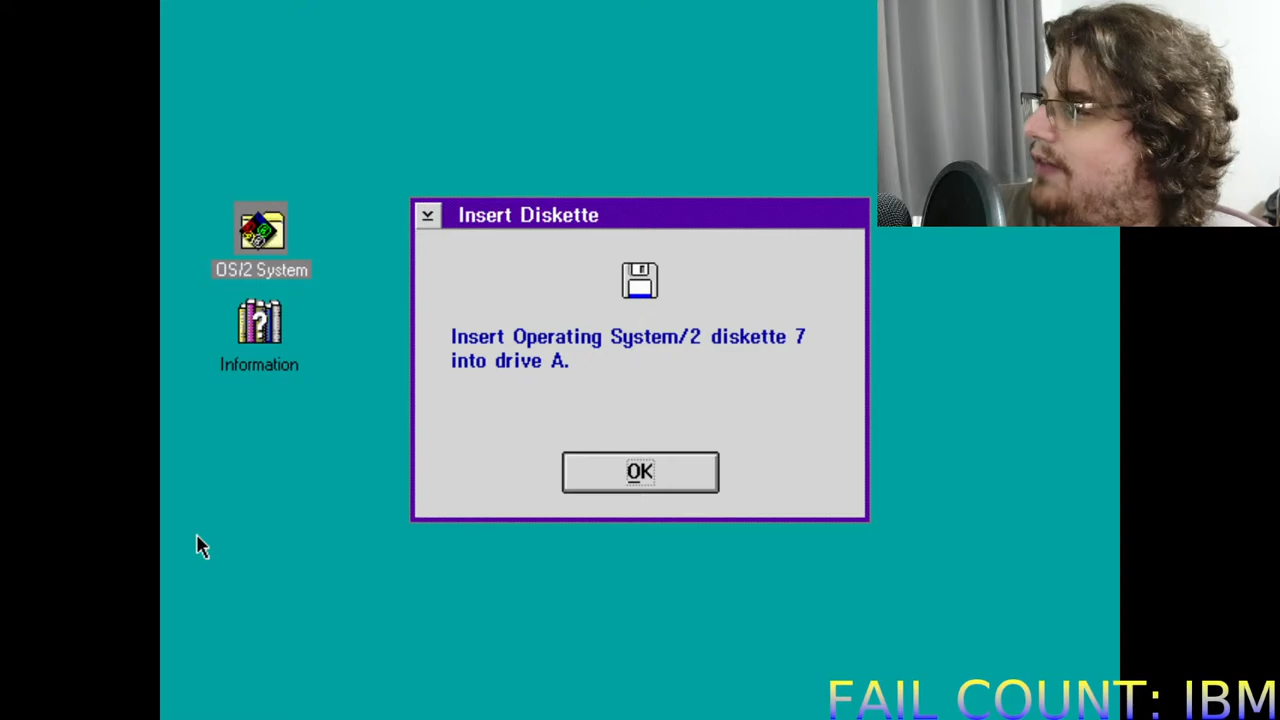 Insert Diskette
OS/2 System
Information
Insert Operating System/2 diskette 7
into drive A.
OK
FAIL COUNT: IBM